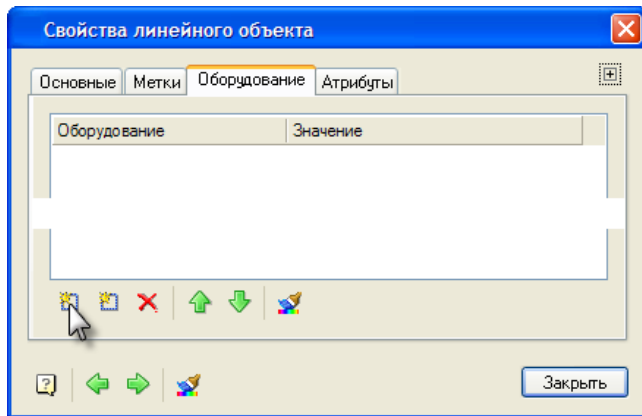 Свойства линейного объекта
Основные Метки Оборудование Атрибуты
Оборудование Значение
Закрыть